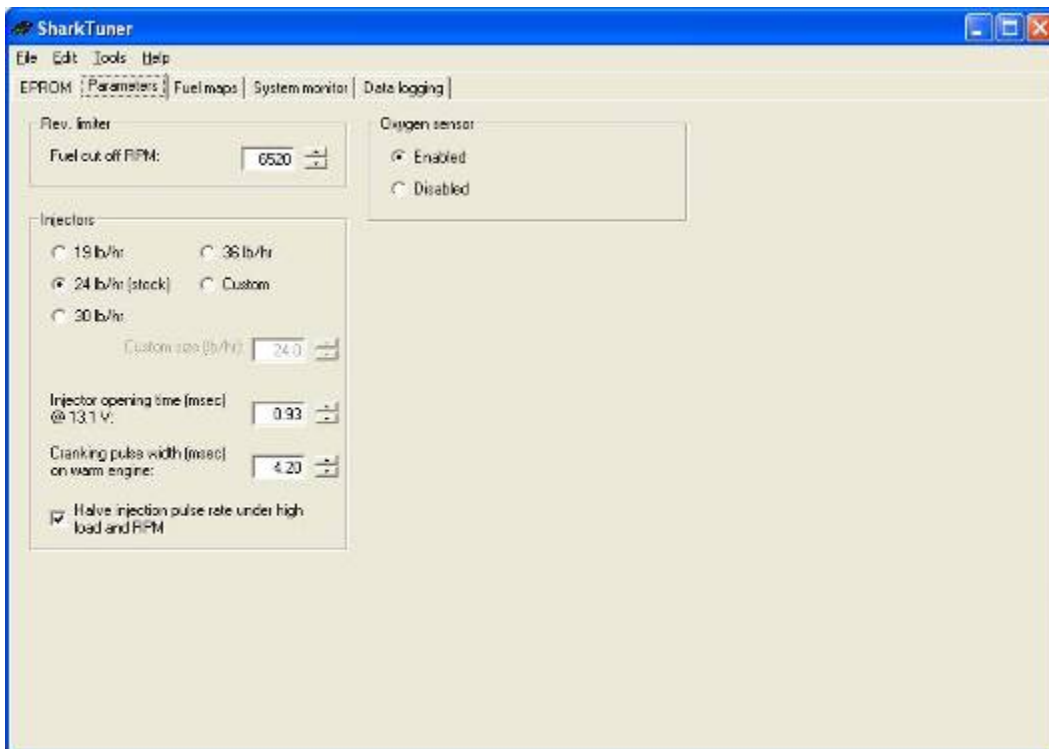 SharkTuner
File Edit Tools Help
EPROM Parameters Fuel maps System monitor Data logging
Rev. limiter
Fuel cut off RPM: 6520
Oxygen sensor
Enabled
Disabled
Injectors
19 lb/hr 36 lb/hr
24 lb/hr (stock) Custom
30 lb/hr
Custom size (lb/hr): 24.0
Injector opening time (msec)
@ 13.1 V: 0.93
Cranking pulse width (msec)
on warm engine: 4.20
Halve injection pulse rate under high
load and RPM